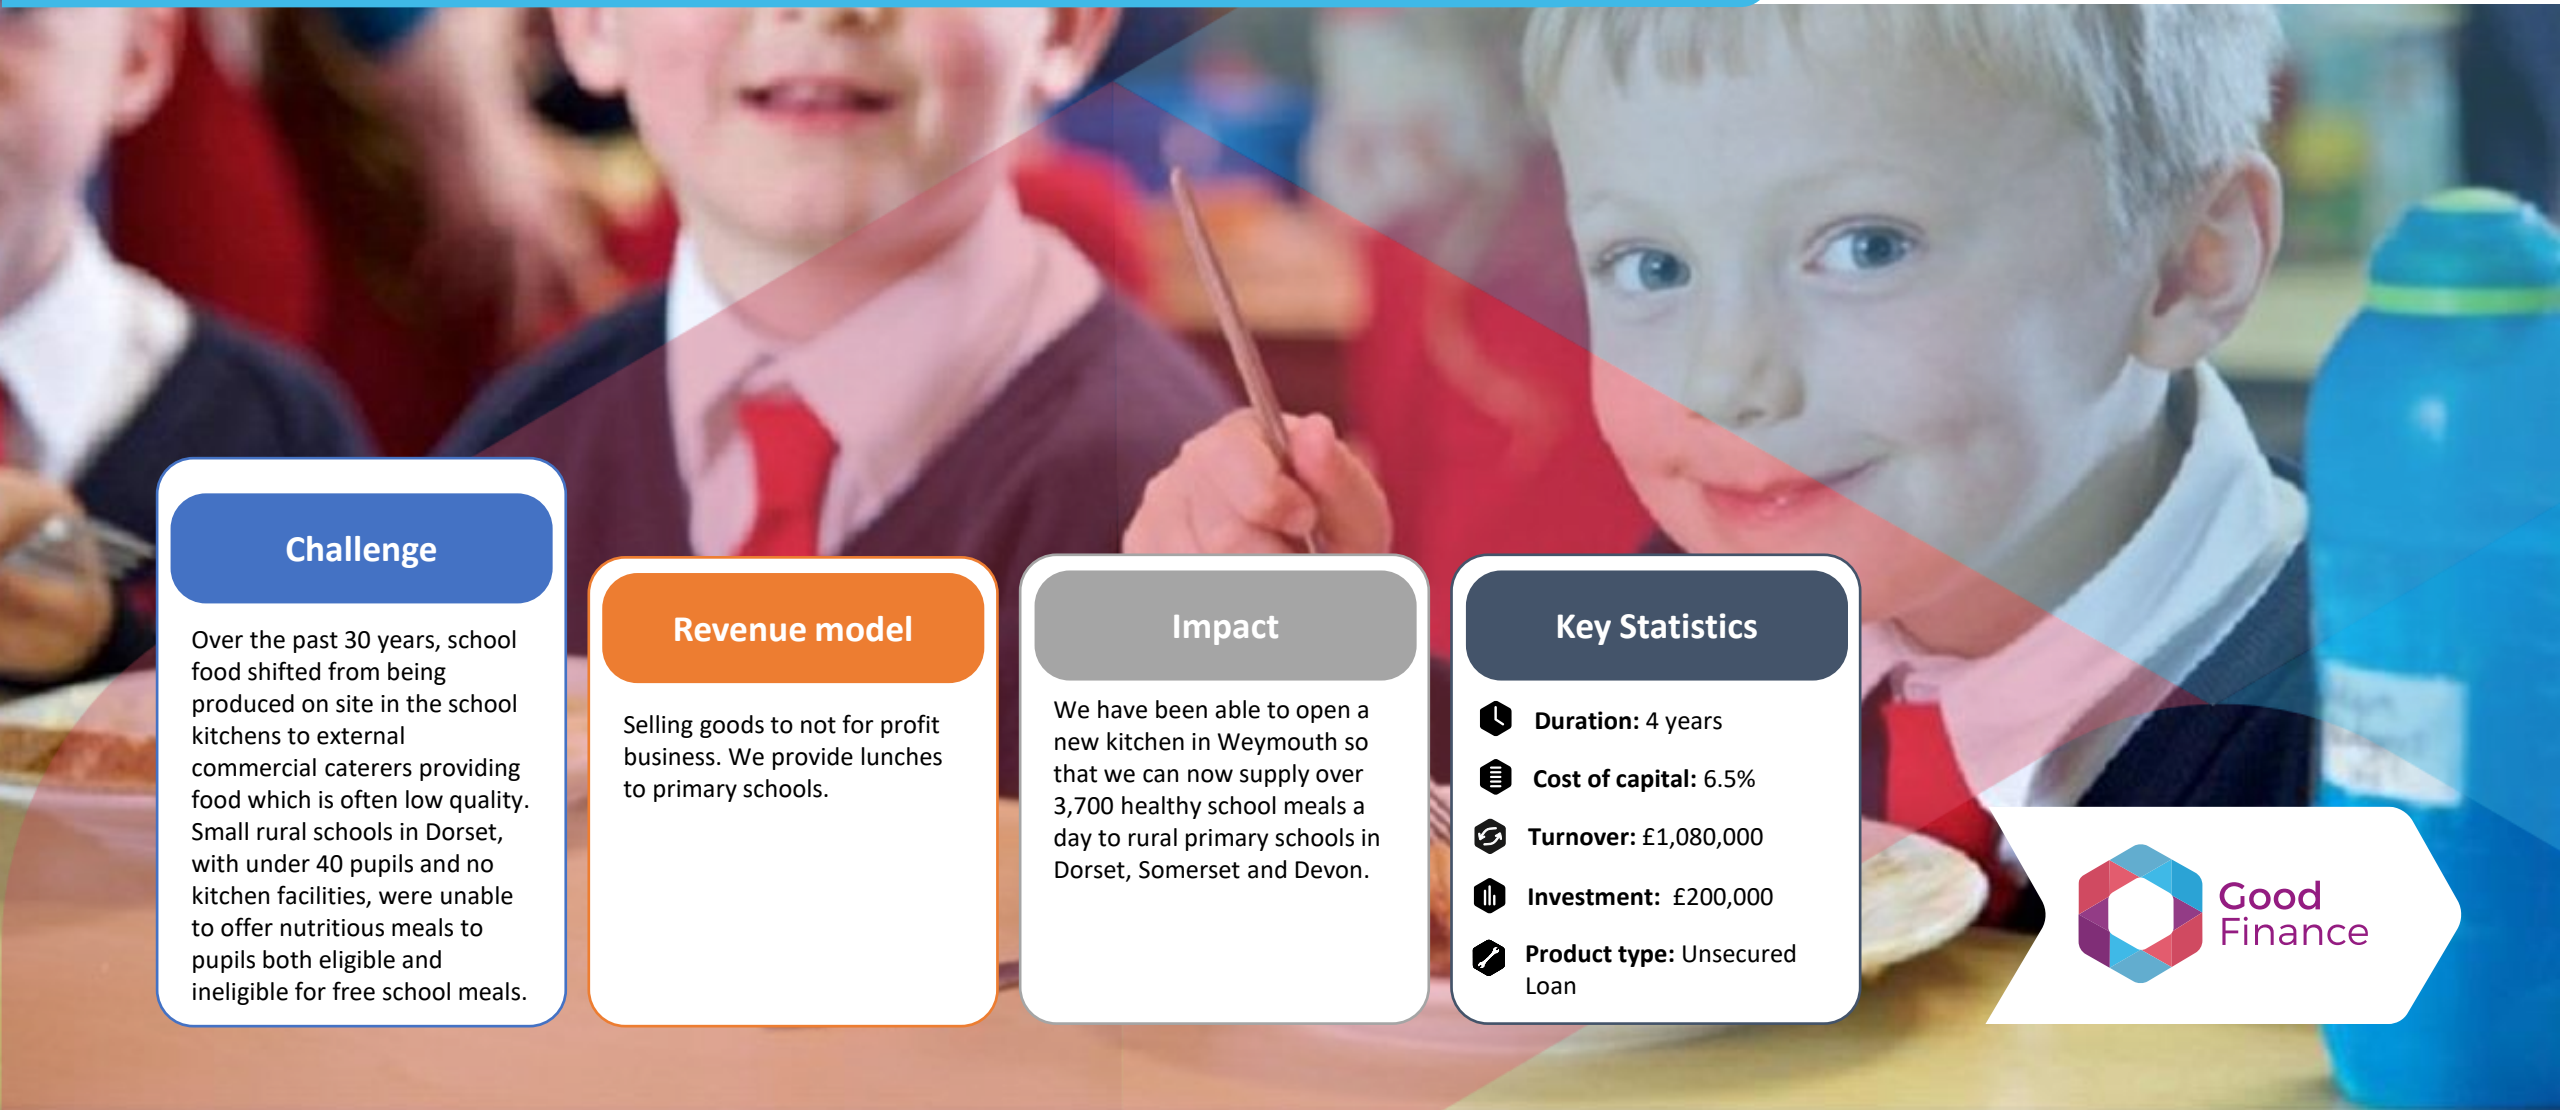 Challenge
Over the past 30 years, school
food shifted from being
produced on site in the school
kitchens to external
commercial caterers providing
food which is often low quality.
Small rural schools in Dorset,
with under 40 pupils and no
kitchen facilities, were unable
to offer nutritious meals to
pupils both eligible and
ineligible for free school meals.
Revenue model
Selling goods to not for profit
business. We provide lunches
to primary schools.
Impact
We have been able to open a
new kitchen in Weymouth so
that we can now supply over
3,700 healthy school meals a
day to rural primary schools in
Dorset, Somerset and Devon.
Key Statistics
Duration: 4 years
Cost of capital: 6.5%
Turnover: £1,080,000
Investment: £200,000
Product type: Unsecured
Loan
Good
Finance